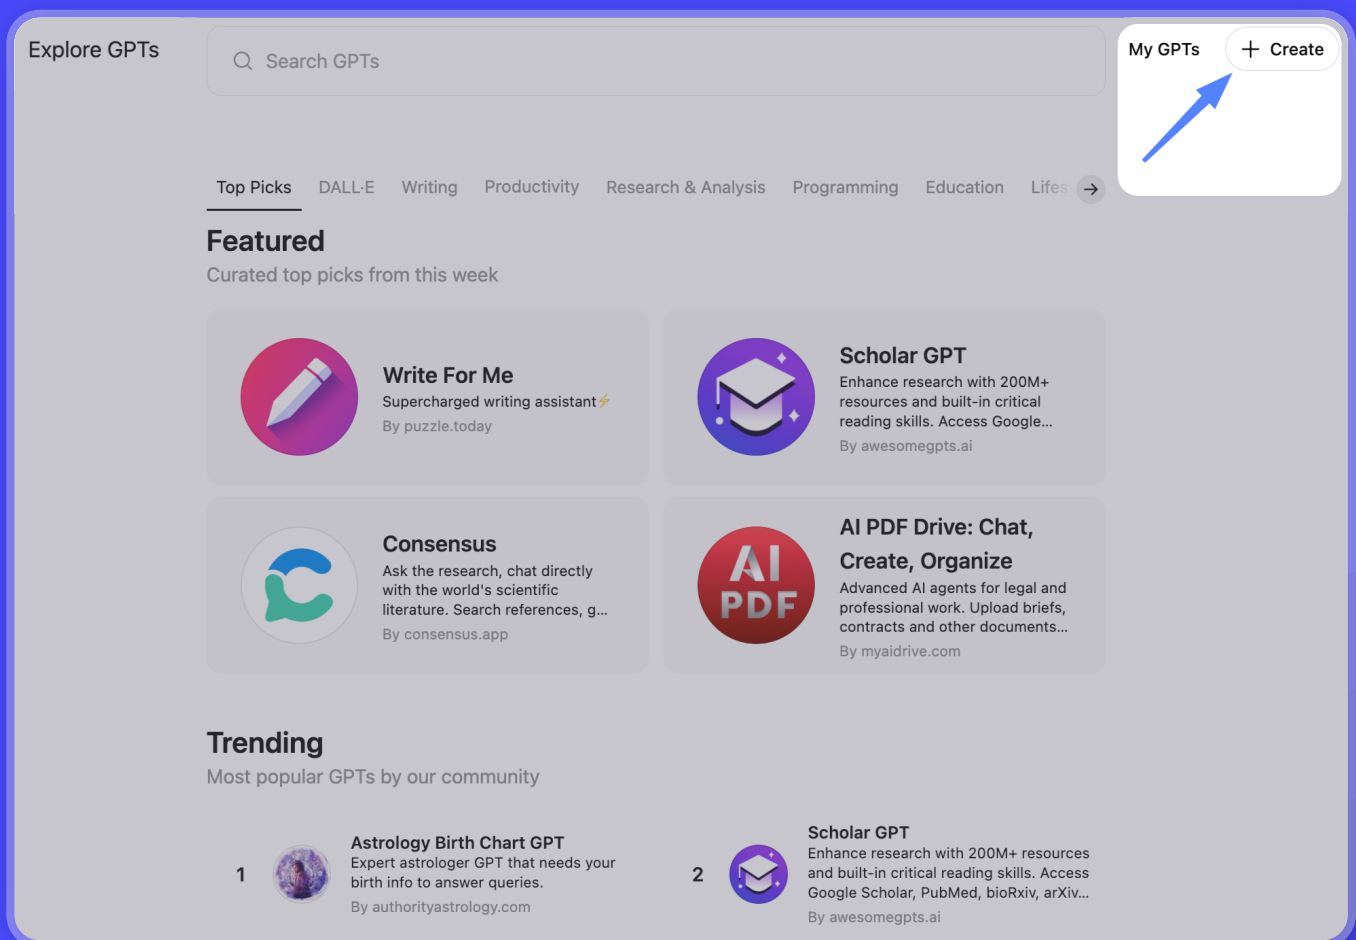 Explore GPTs
Search GPTs
My GPTs
+ Create
Top Picks
DALL·E
Writing
Productivity
Research & Analysis
Programming
Education
Lifes
Featured
Curated top picks from this week
Write For Me
Supercharged writing assistant⚡
By puzzle.today
Scholar GPT
Enhance research with 200M+
resources and built-in critical
reading skills. Access Google...
By awesomegpts.ai
Consensus
Ask the research, chat directly
with the world's scientific
literature. Search references, g...
By consensus.app
AI
PDF
AI PDF Drive: Chat,
Create, Organize
Advanced AI agents for legal and
professional work. Upload briefs,
contracts and other documents...
By myaidrive.com
Trending
Most popular GPTs by our community
1
Astrology Birth Chart GPT
Expert astrologer GPT that needs your
birth info to answer queries.
By authorityastrology.com
2
Scholar GPT
Enhance research with 200M+ resources
and built-in critical reading skills. Access
Google Scholar, PubMed, bioRxiv, arXiv...
By awesomegpts.ai